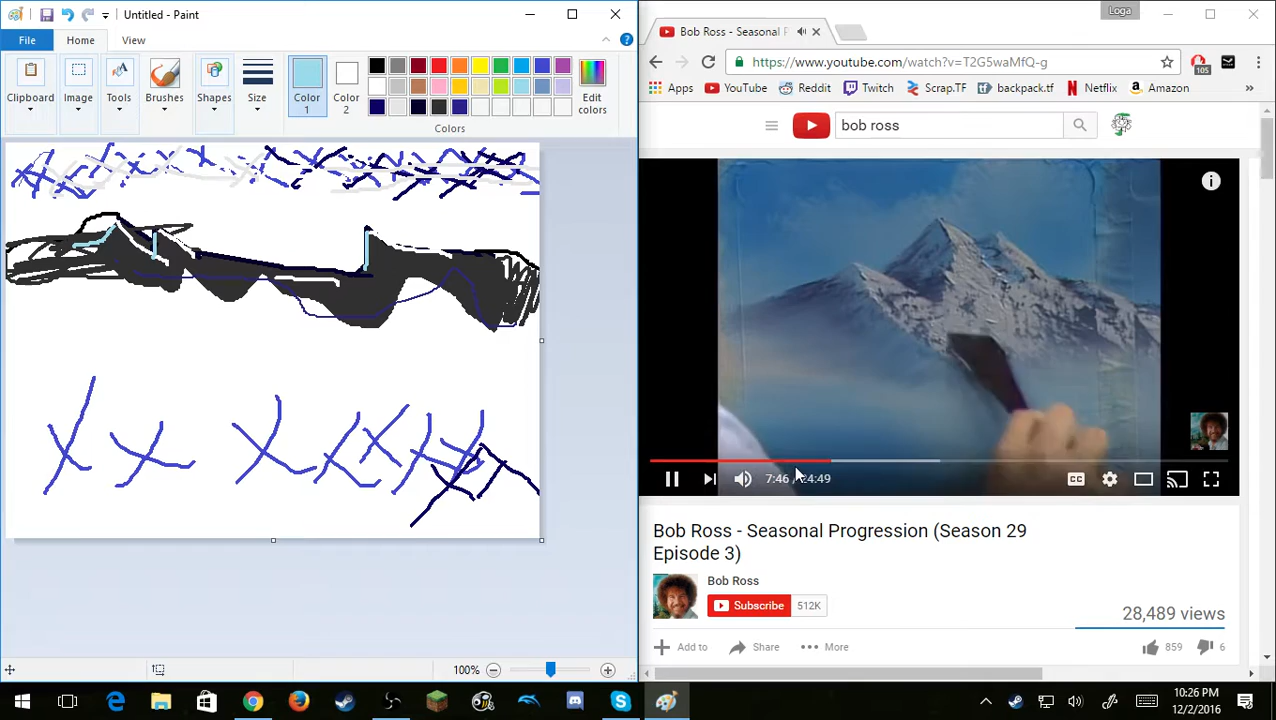 Untitled - Paint
File
Home
View
Clipboard
Image
Tools
Brushes
Shapes
Size
Color 1
Color 2
Edit colors
Colors
100%
Loga
Bob Ross - Seasonal P
https://www.youtube.com/watch?v=T2G5waMfQ-g
105
Apps
YouTube
Reddit
Twitch
Scrap.TF
backpack.tf
Netflix
Amazon
»
bob ross
7:46 / 24:49
CC
Bob Ross - Seasonal Progression (Season 29
Episode 3)
Bob Ross
Subscribe
512K
28,489 views
Add to
Share
More
859
6
10:26 PM
12/2/2016